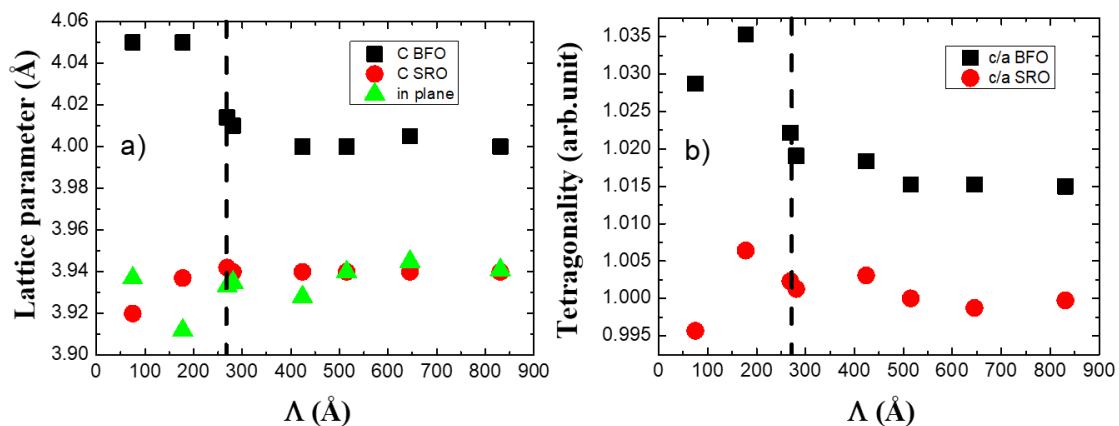 Lattice parameter (Å)
4.06
4.04
4.02
4.00
3.98
3.96
3.94
3.92
3.90
C BFO
C SRO
in plane
a)
0 100 200 300 400 500 600 700 800 900
Λ (Å)
Tetragonality (arb.unit)
1.035
1.030
1.025
1.020
1.015
1.010
1.005
1.000
0.995
c/a BFO
c/a SRO
b)
0 100 200 300 400 500 600 700 800 900
Λ (Å)